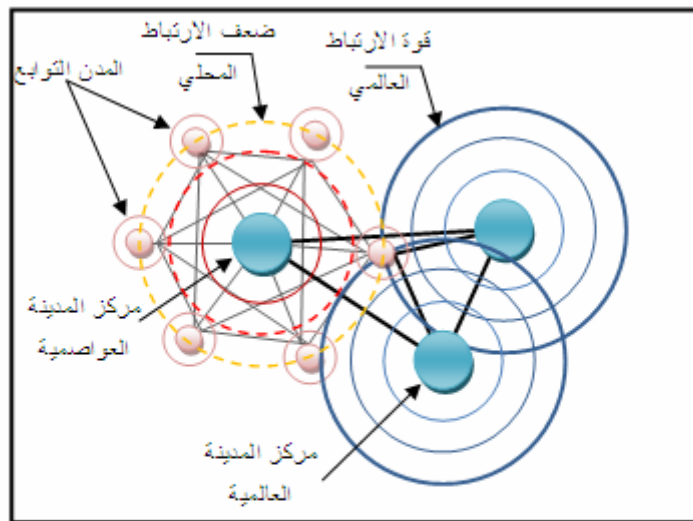 ضعف الارتباط
المحلي
قوة الارتباط
العالمي
المدن التوابع
مركز المدينة
العواصمية
مركز المدينة
العالمية